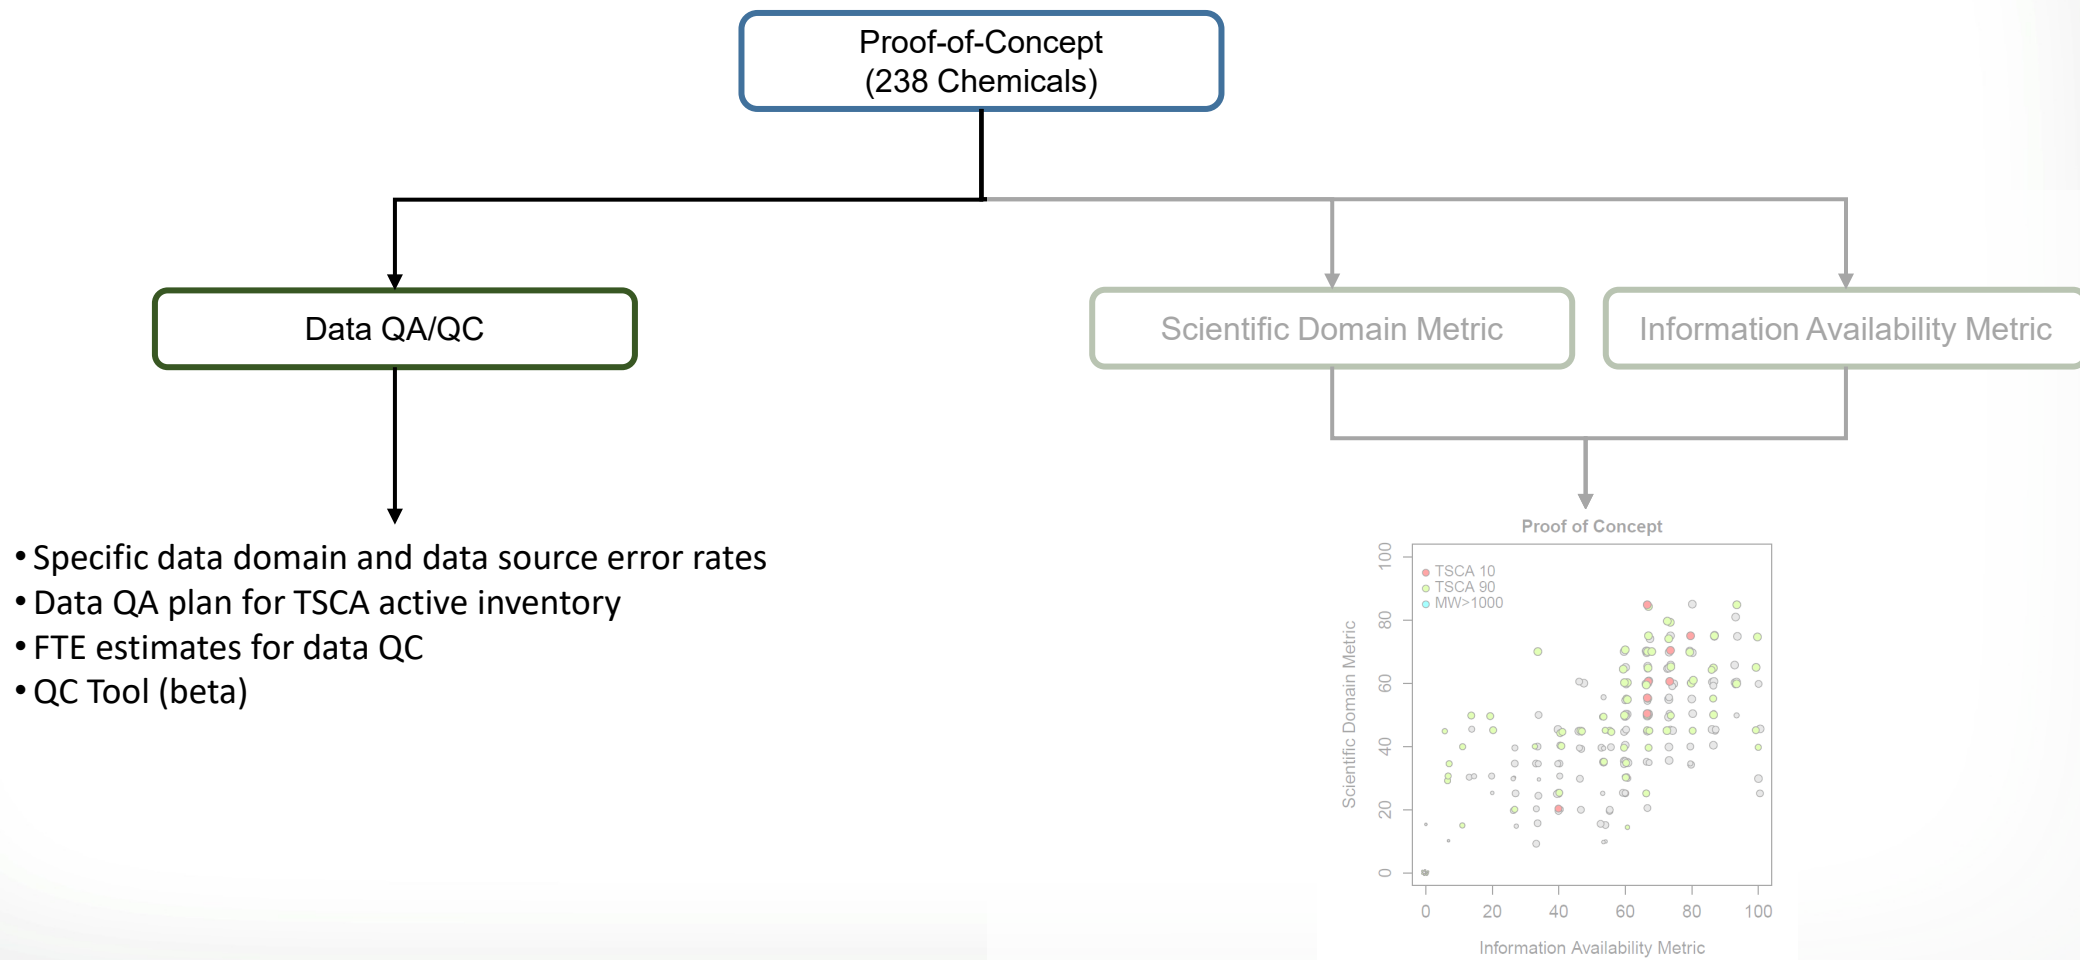 Proof-of-Concept
(238 Chemicals)
Data QA/QC
Scientific Domain Metric
Information Availability Metric
• Specific data domain and data source error rates
• Data QA plan for TSCA active inventory
• FTE estimates for data QC
• QC Tool (beta)
Proof of Concept
TSCA 10
TSCA 90
MW>1000
Scientific Domain Metric
100
80
60
40
20
0
0 20 40 60 80 100
Information Availability Metric